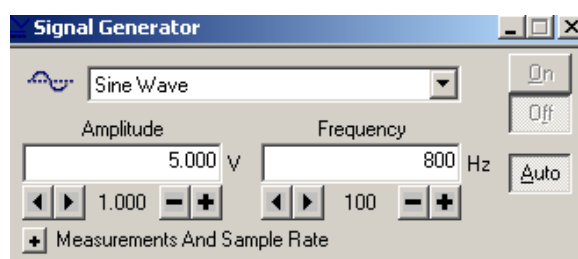 Signal Generator
Sine Wave
On
Off
Amplitude Frequency
5.000 V 800 Hz
Auto
1.000 100
Measurements And Sample Rate